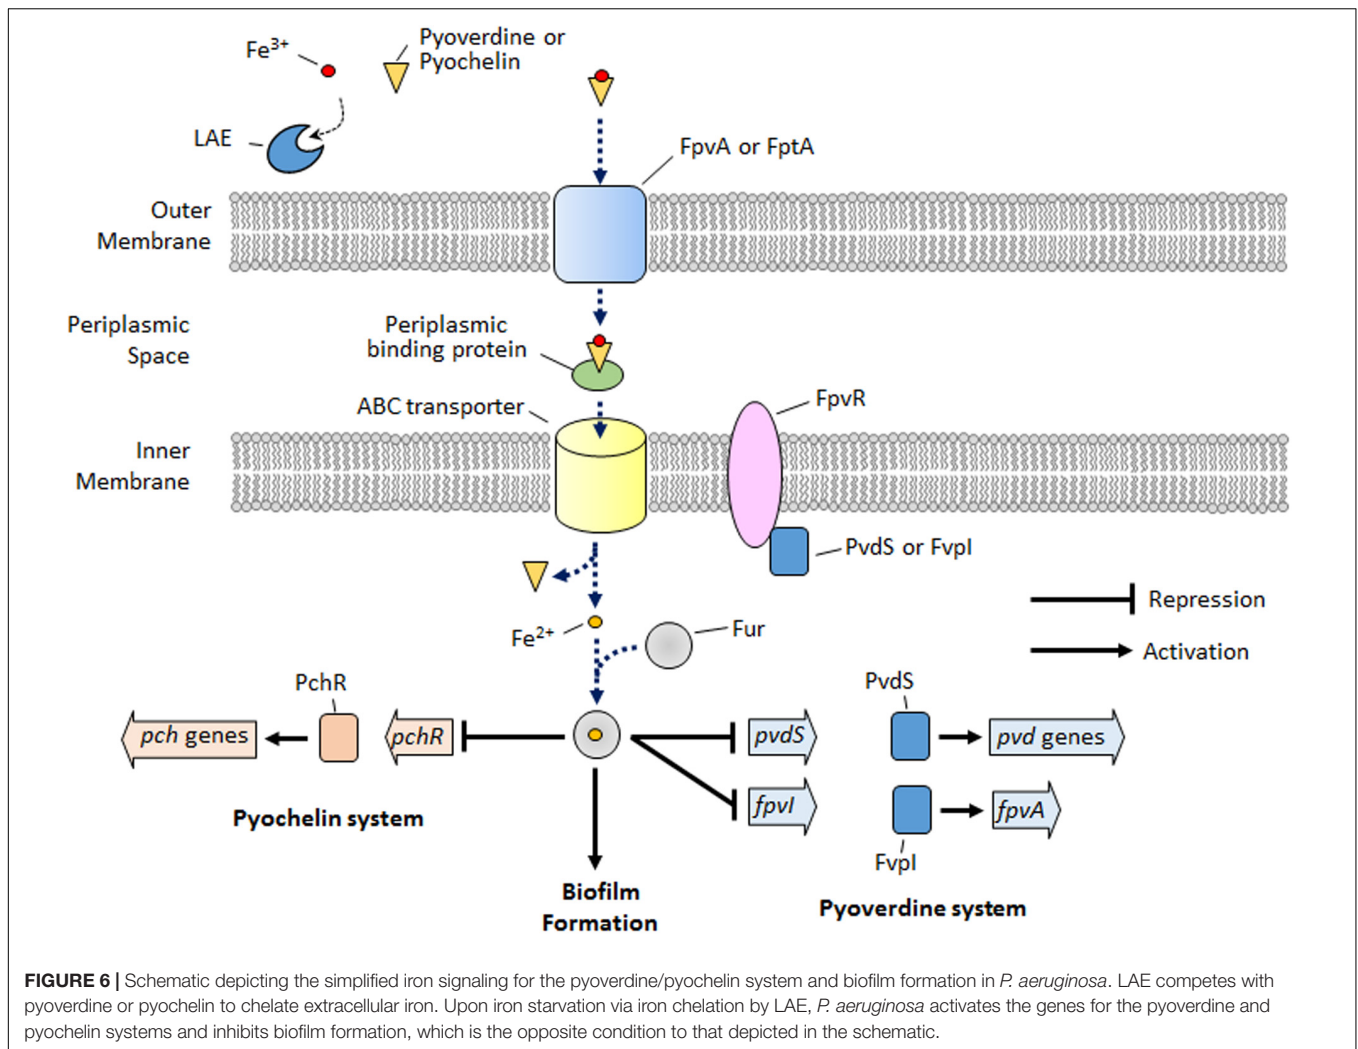 Fe3+
Pyoverdine or
Pyochelin
LAE
FpvA or FptA
Outer
Membrane
Periplasmic
Space
Periplasmic
binding protein
ABC transporter
FpvR
Inner
Membrane
PvdS or FvpI
Repression
Fe2+
Fur
Activation
PchR
PvdS
pch genes
pchR
pvdS
pvd genes
fpvI
fpvA
Pyochelin system
FvpI
Biofilm
Formation
Pyoverdine system
FIGURE 6 | Schematic depicting the simplified iron signaling for the pyoverdine/pyochelin system and biofilm formation in P. aeruginosa. LAE competes with
pyoverdine or pyochelin to chelate extracellular iron. Upon iron starvation via iron chelation by LAE, P. aeruginosa activates the genes for the pyoverdine and
pyochelin systems and inhibits biofilm formation, which is the opposite condition to that depicted in the schematic.